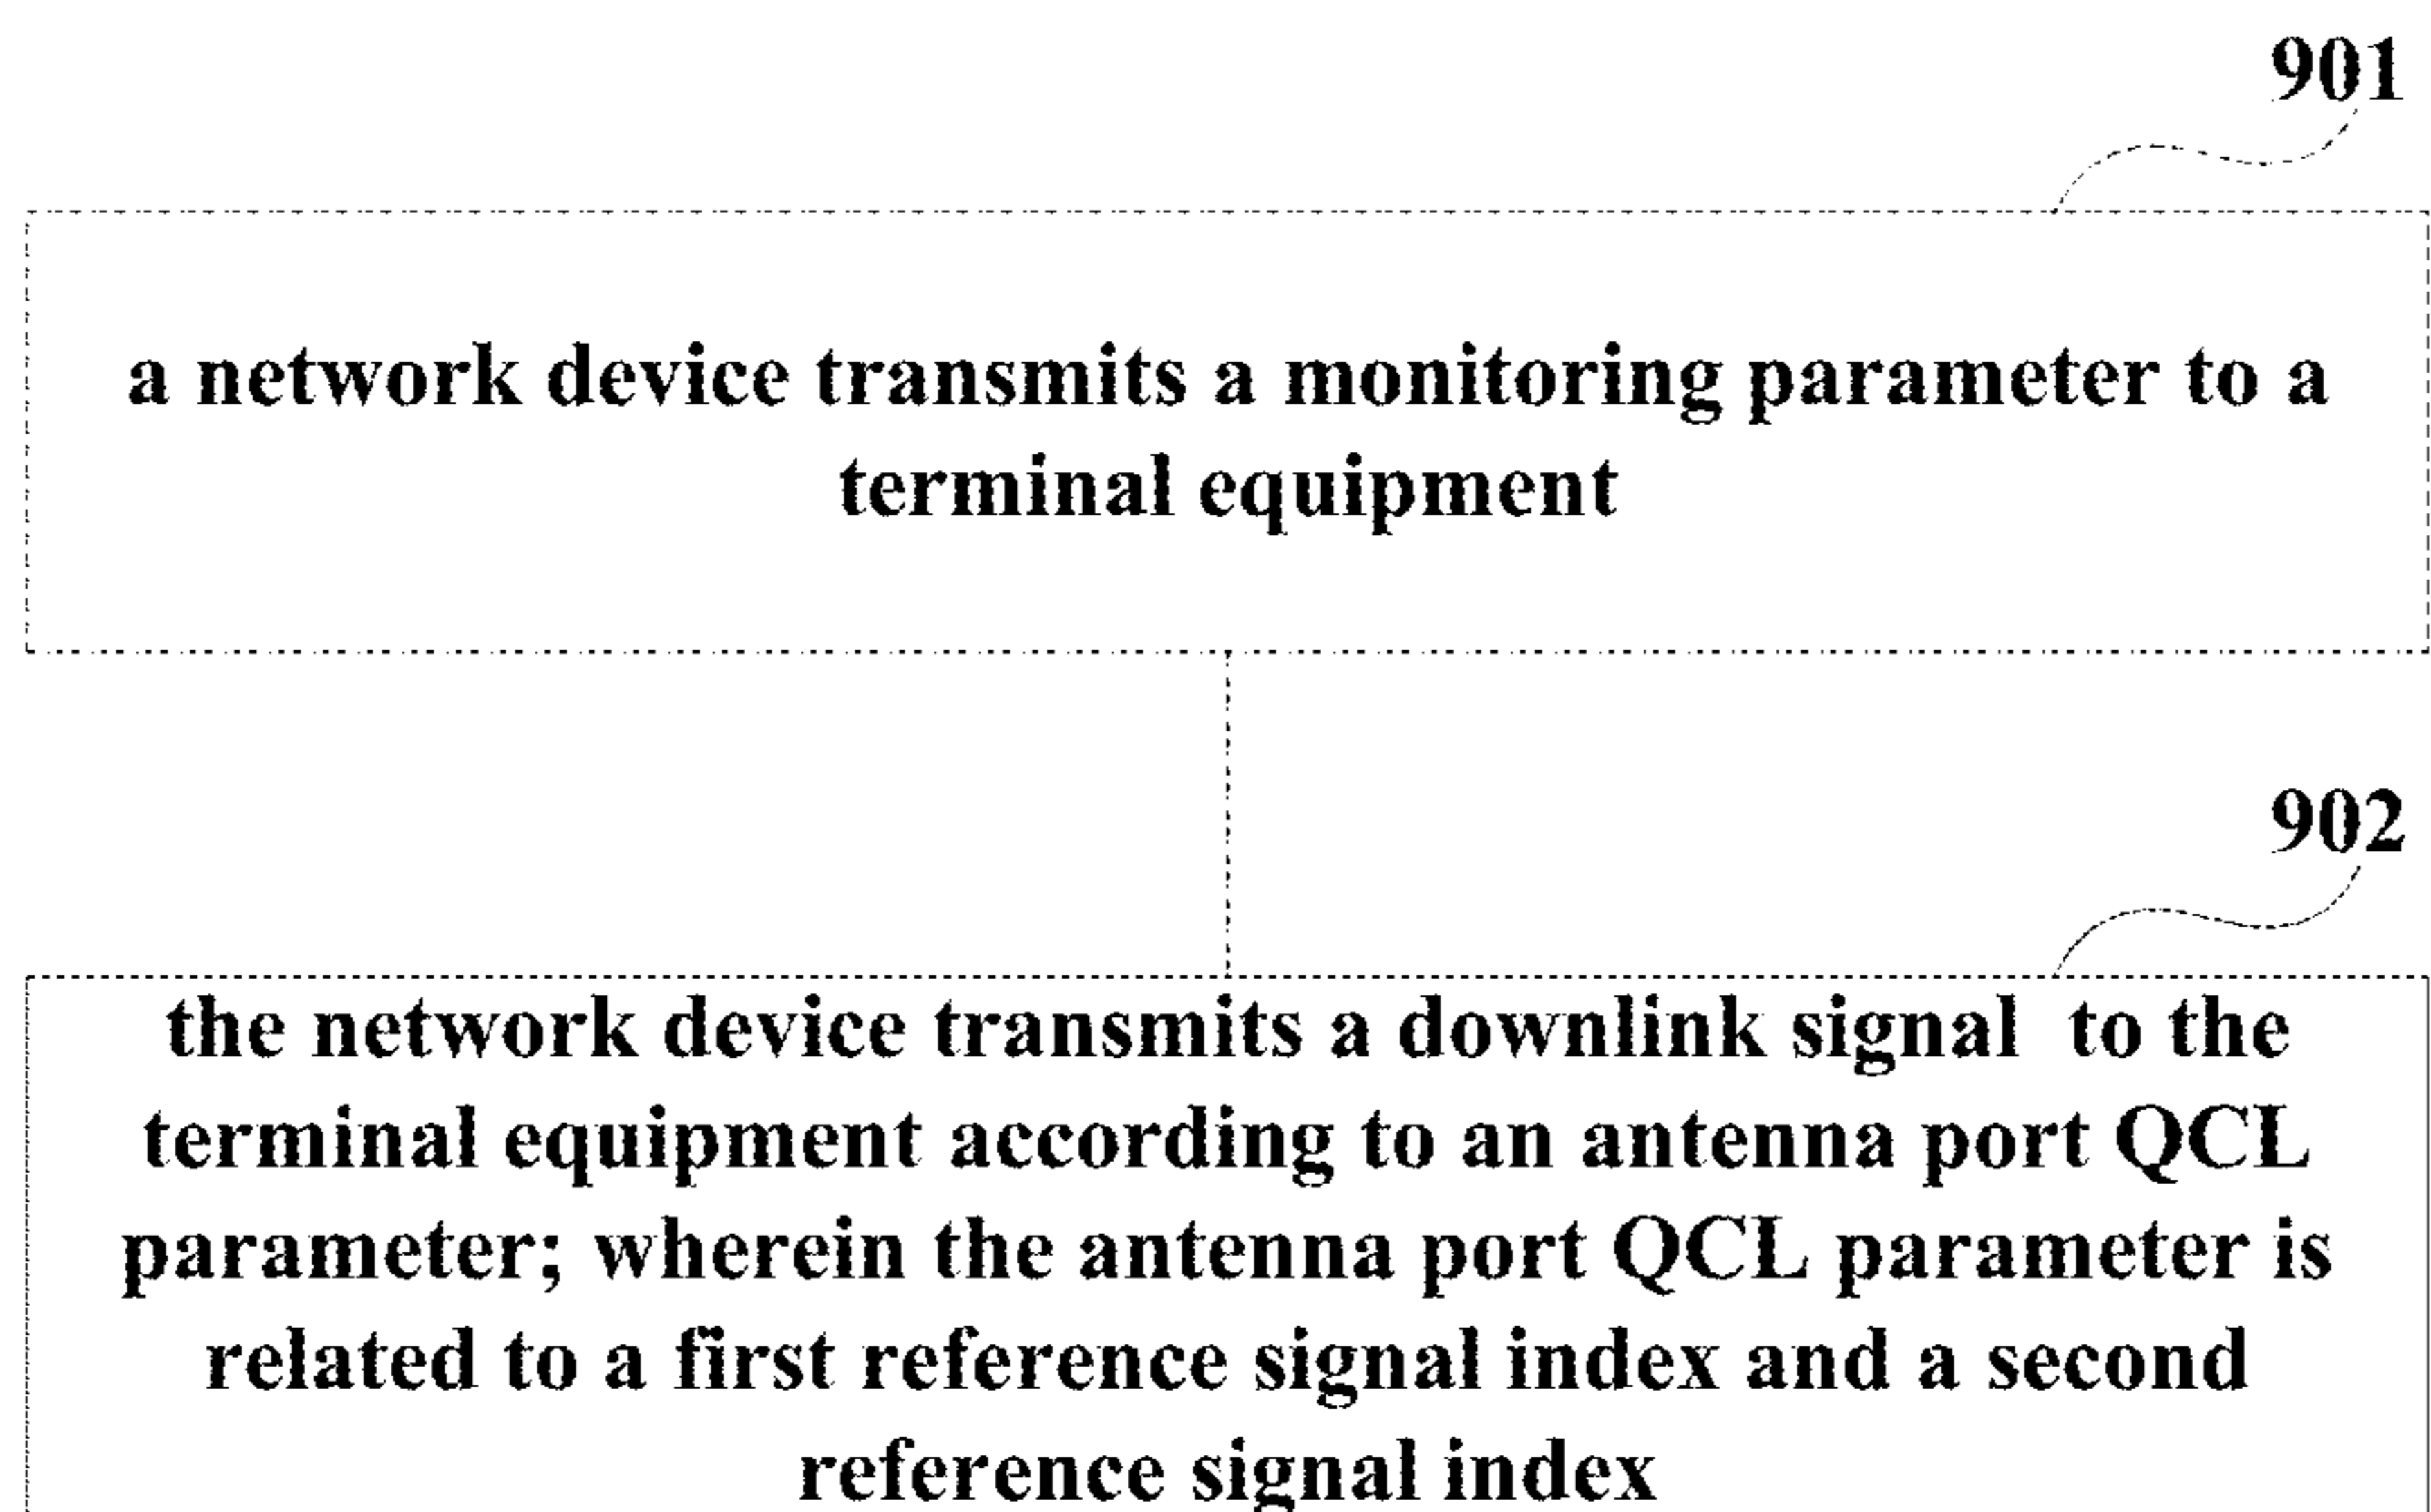 901
a network device transmits a monitoring parameter to a
terminal equipment
902
the network device transmits a downlink signal to the
terminal equipment according to an antenna port QCL
parameter; wherein the antenna port QCL parameter is
related to a first reference signal index and a second
reference signal index